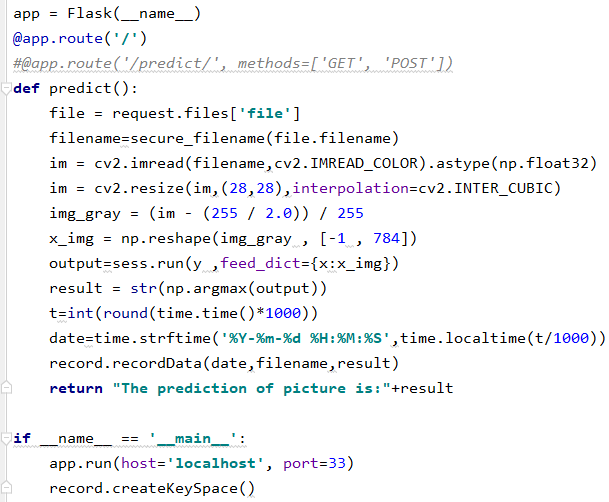 app = Flask(__name__)
@app.route('/')
#@app.route('/predict/', methods=['GET', 'POST'])
def predict():
    file = request.files['file']
    filename=secure_filename(file.filename)
    im = cv2.imread(filename,cv2.IMREAD_COLOR).astype(np.float32)
    im = cv2.resize(im,(28,28),interpolation=cv2.INTER_CUBIC)
    img_gray = (im - (255 / 2.0)) / 255
    x_img = np.reshape(img_gray , [-1 , 784])
    output=sess.run(y ,feed_dict={x:x_img})
    result = str(np.argmax(output))
    t=int(round(time.time()*1000))
    date=time.strftime('%Y-%m-%d %H:%M:%S',time.localtime(t/1000))
    record.recordData(date,filename,result)
    return "The prediction of picture is:"+result
if __name__ == '__main__':
    app.run(host='localhost', port=33)
    record.createKeySpace()